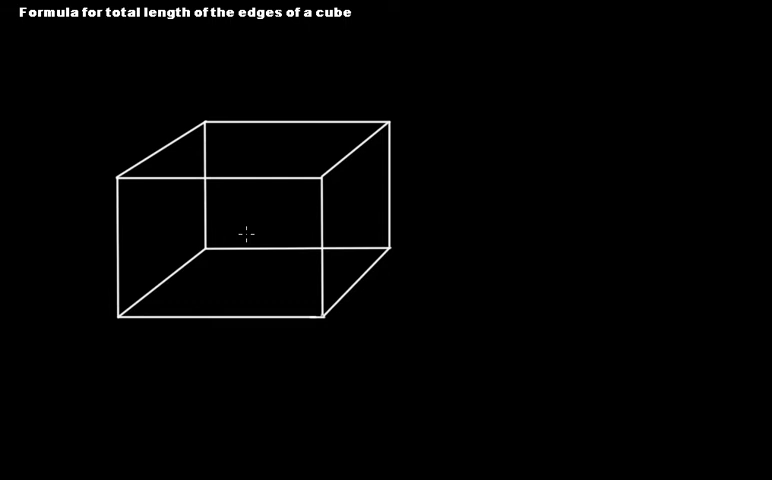 Formula for total length of the edges of a cube